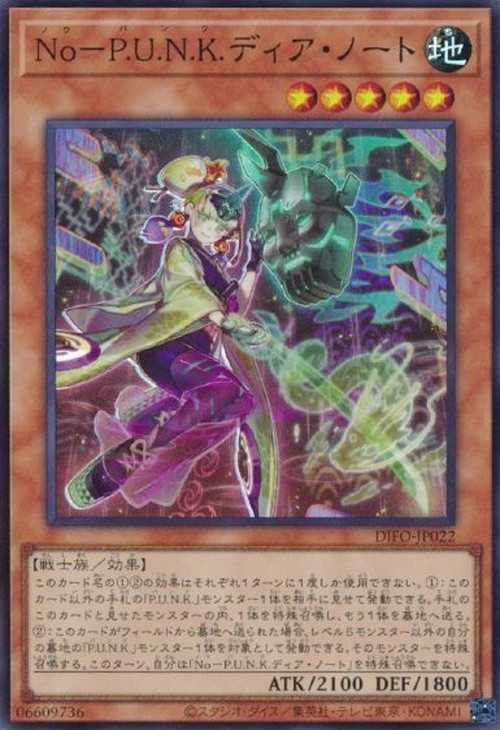 ノウ パンク
No－P.U.N.K.ディア・ノート
地
DIFO-JP022
【戦士族／効果】
このカード名の①②の効果はそれぞれ１ターンに１度しか使用できない。①：この
カード以外の手札の「P.U.N.K.」モンスター１体を相手に見せて発動できる。手札の
このカードと見せたモンスターの内、１体を特殊召喚し、もう１体を墓地へ送る。
②：このカードがフィールドから墓地へ送られた場合、レベル５モンスター以外の自分
の墓地の「P.U.N.K.」モンスター１体を対象として発動できる。そのモンスターを特殊
召喚する。このターン、自分は「No－P.U.N.K.ディア・ノート」を特殊召喚できない。
ATK/2100 DEF/1800
06609736
©スタジオ・ダイス／集英社・テレビ東京・KONAMI